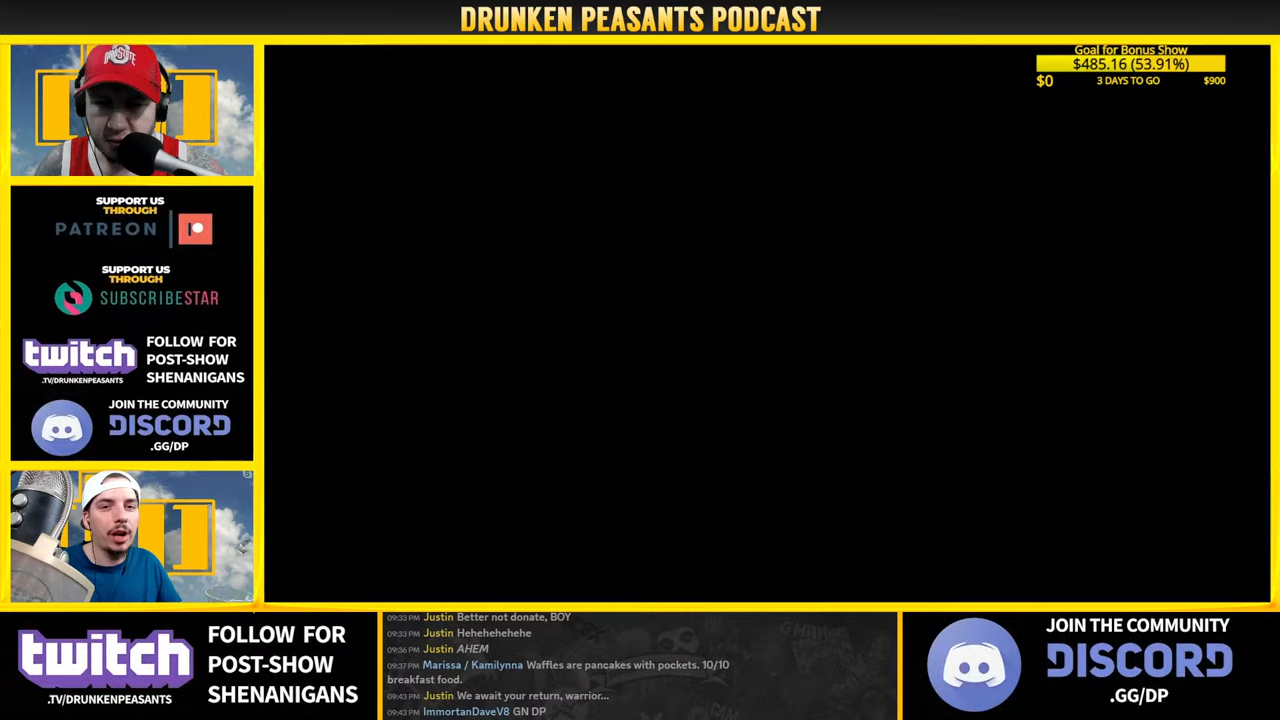 DRUNKEN PEASANTS PODCAST
Goal for Bonus Show
$485.16 (53.91%)
$0 3 DAYS TO GO $900
SUPPORT US
THROUGH
PATREON
SUPPORT US
THROUGH
SUBSCRIBESTAR
twitch
.TV/DRUNKENPEASANTS
FOLLOW FOR
POST-SHOW
SHENANIGANS
JOIN THE COMMUNITY
DISCORD
.GG/DP
twitch
.TV/DRUNKENPEASANTS
FOLLOW FOR
POST-SHOW
SHENANIGANS
09:33 PM Justin Better not donate, BOY
09:33 PM Justin Hehehehehehe
09:36 PM Justin AHEM
09:37 PM Marissa / Kamilynna Waffles are pancakes with pockets. 10/10
breakfast food.
09:43 PM Justin We await your return, warrior...
09:43 PM ImmortanDaveV8 GN DP
JOIN THE COMMUNITY
DISCORD
.GG/DP